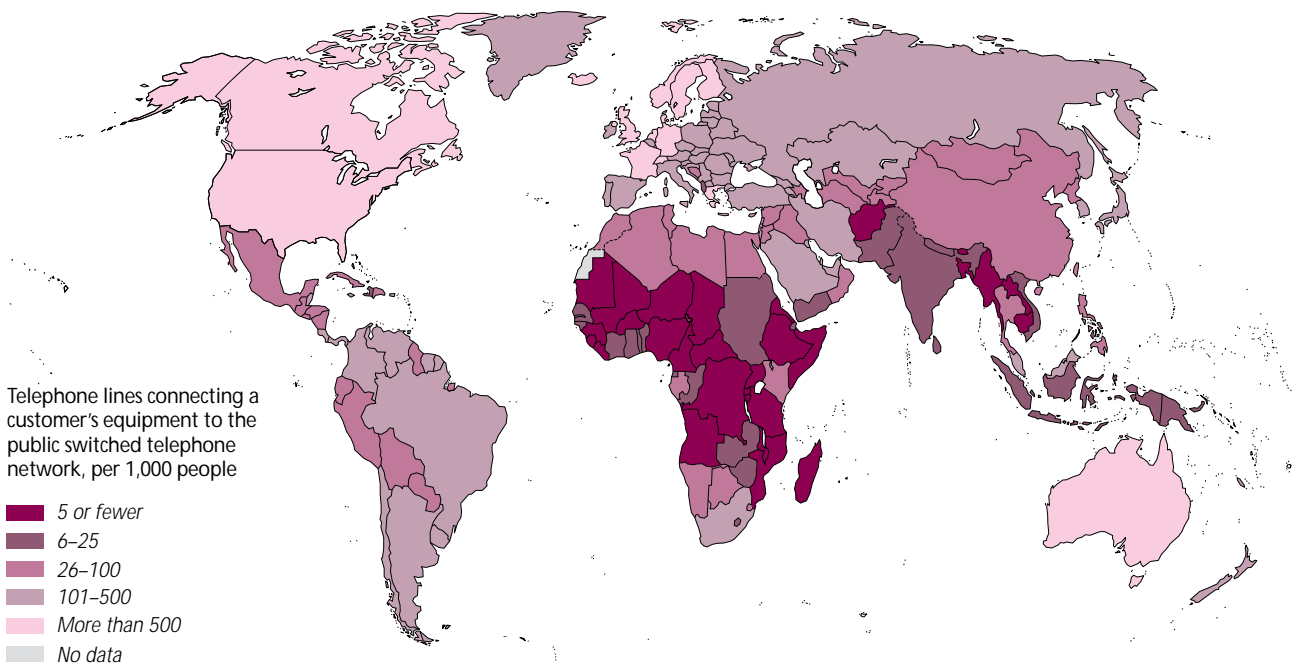 Telephone lines connecting a
customer’s equipment to the
public switched telephone
network, per 1,000 people
5 or fewer
6–25
26–100
101–500
More than 500
No data